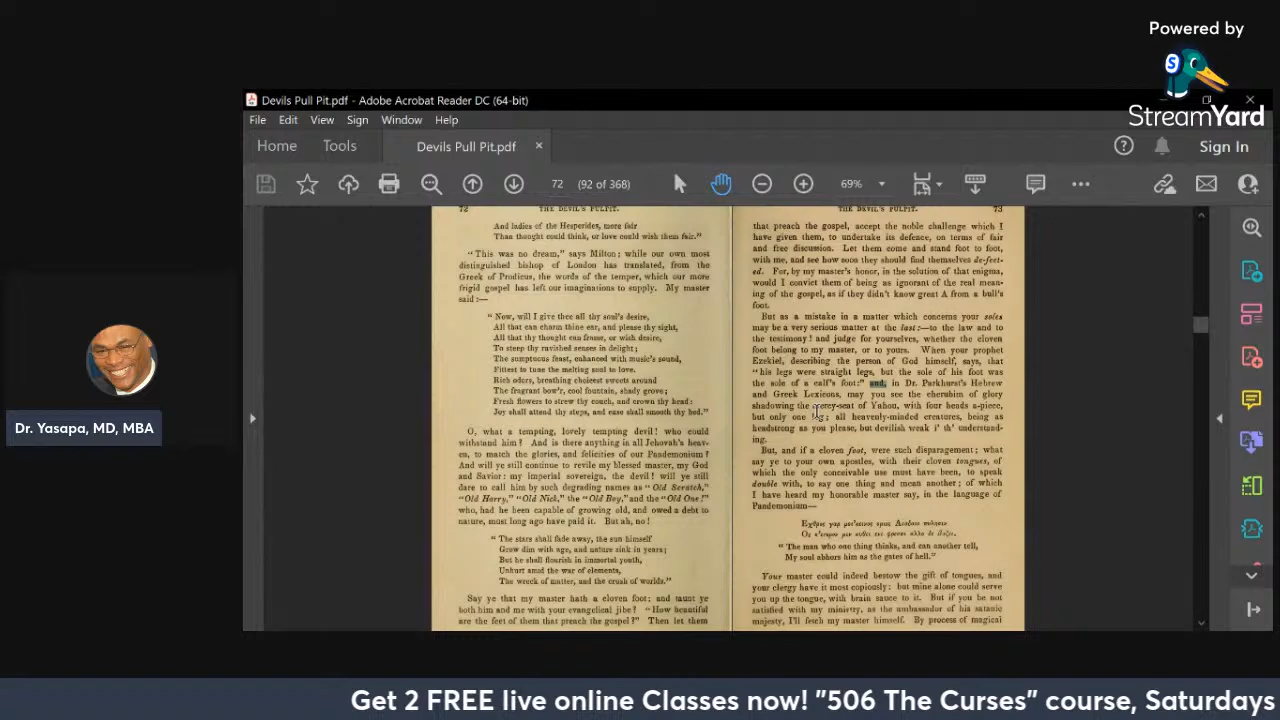 Powered by
S
StreamYard
Devils Pull Pit.pdf - Adobe Acrobat Reader DC (64-bit)
File Edit View Sign Window Help
Home Tools Devils Pull Pit.pdf × Sign In
72 (92 of 368) 69%
72 THE DEVIL'S PULPIT.
And ladies of the Hesperides, more fair
Than thought could think, or love could wish them fair."
"This was no dream," says Milton; while our own most
distinguished bishop of London has translated, from the
Greek of Prodicus, the words of the temper, which our more
frigid gospel has left our imaginations to supply. My master
said:—
"Now, will I give thee all thy soul's desire,
All that can charm thine ear, and please thy sight,
All that thy thought can frame, or wish desire,
To steep thy ravished senses in delight;
The sumptuous feast, enhanced with music's sound,
Fittest to tune the melting soul to love.
Rich odors, breathing choicest sweets around
The fragrant bow'r, cool fountain, shady grove;
Fresh flowers to strew thy couch, and crown thy head:
Joy shall attend thy steps, and ease shall smooth thy bed."
O, what a tempting, lovely tempting devil! who could
withstand him? And is there anything in all Jehovah's heav-
en, to match the glories, and felicities of our Pandemonium?
And will ye still continue to revile my blessed master, my God
and Savior: my imperial sovereign, the devil! will ye still
dare to call him by such degrading names as "Old Scratch,"
"Old Harry," "Old Nick," the "Old Boy," and the "Old One!"
who, had he been capable of growing old, and owed a debt to
nature, must long ago have paid it. But ah, no!
"The stars shall fade away, the sun himself
Grow dim with age, and nature sink in years;
But he shall flourish in immortal youth,
Unhurt amid the war of elements,
The wreck of matter, and the crush of worlds."
Say ye that my master hath a cloven foot; and taunt ye
both him and me with your evangelical jibe? "How beautiful
are the feet of them that preach the gospel?" Then let them
THE DEVIL'S PULPIT. 73
that preach the gospel, accept the noble challenge which I
have given them, to undertake its defence, on terms of fair
and free discussion. Let them come and stand foot to foot,
with me, and see how soon they should find themselves de-feet-
ed. For, by my master's honor, in the solution of that enigma,
would I convict them of being as ignorant of the real mean-
ing of the gospel, as if they didn't know great A from a bull's
foot.
But as a mistake in a matter which concerns your soles
may be a very serious matter at the last:—to the law and to
the testimony! and judge for yourselves, whether the cloven
foot belong to my master, or to yours. When your prophet
Ezekiel, describing the person of God himself, says, that
"his legs were straight legs, but the sole of his foot was
the sole of a calf's foot:" and, in Dr. Parkhurst's Hebrew
and Greek Lexicons, may you see the cherubim of glory
shadowing the mercy-seat of Yahou, with four heads a-piece,
but only one all heavenly-minded creatures, being as
headstrong as you please, but devilish weak i' th' understand-
ing.
But, and if a cloven foot, were such disparagement; what
say ye to your own apostles, with their cloven tongues, of
which the only conceivable use must have been, to speak
double with, to say one thing and mean another; of which
I have heard my honorable master say, in the language of
Pandemonium—
"The man who one thing thinks, and can another tell,
My soul abhors him as the gates of hell."
Your master could indeed bestow the gift of tongues, and
your clergy have it most copiously: but mine alone could serve
you up the tongue, with brain sauce to it. But if you be not
satisfied with my ministry, as the ambassador of his satanic
majesty, I'll fetch my master himself. By process of magical
Dr. Yasapa, MD, MBA
Get 2 FREE live online Classes now! "506 The Curses" course, Saturdays